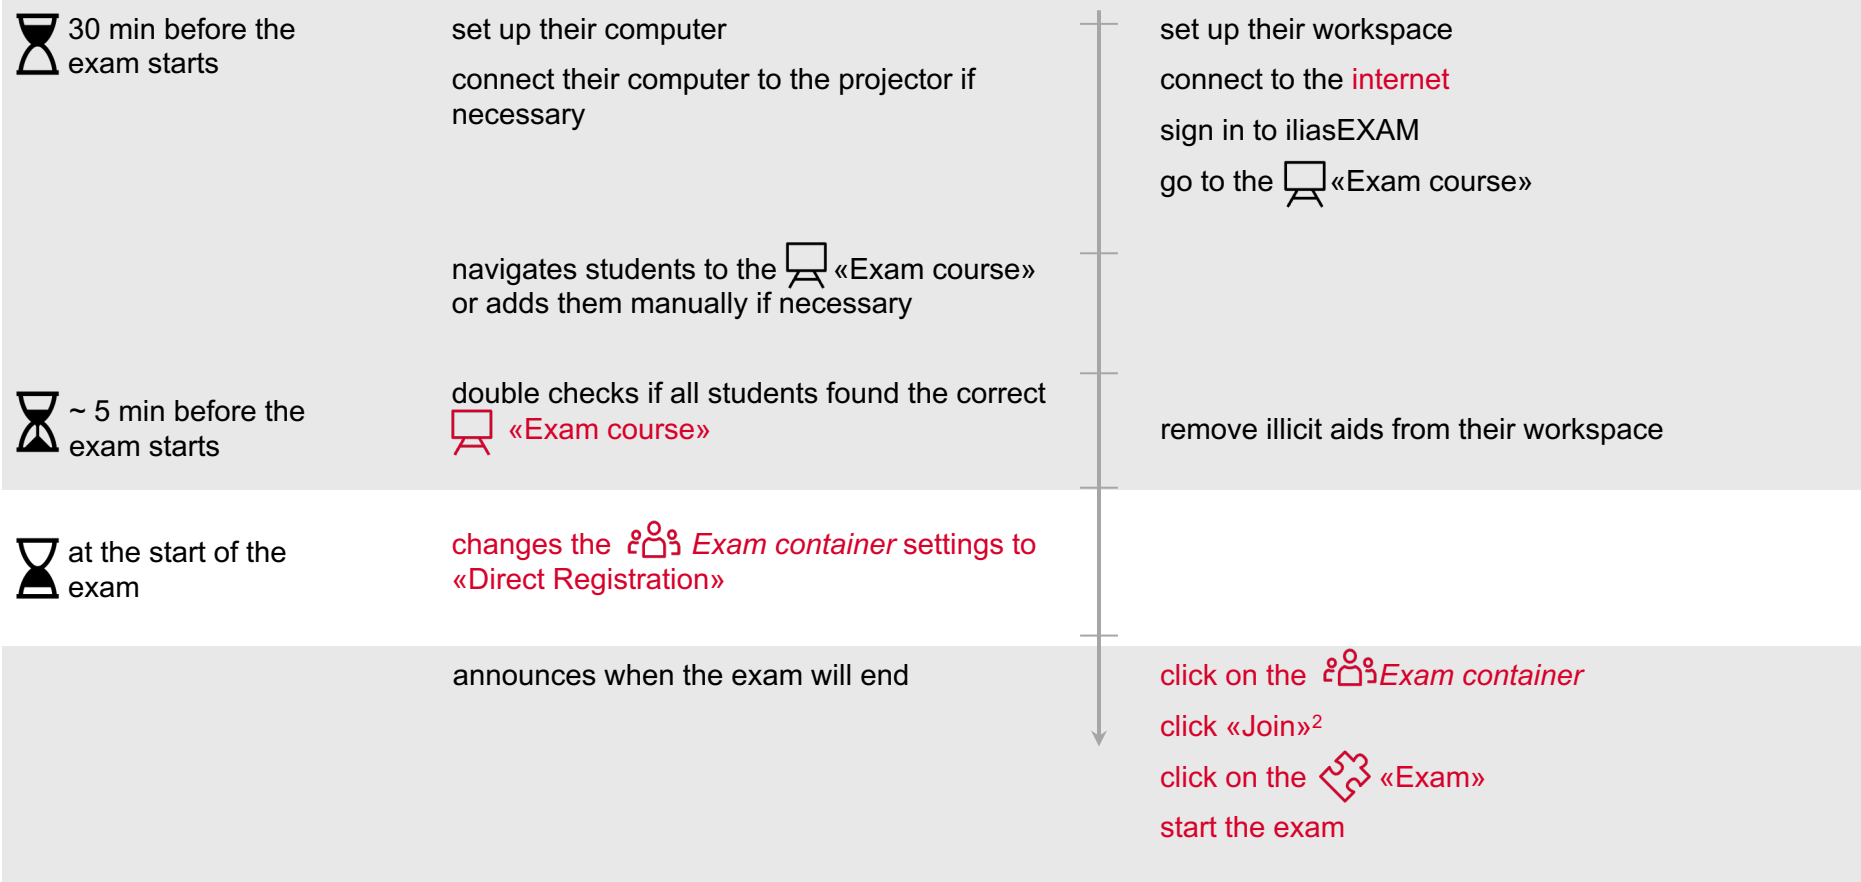 30 min before the
exam starts
set up their computer
connect their computer to the projector if
necessary
set up their workspace
connect to the internet
sign in to iliasEXAM
go to the «Exam course»
navigates students to the «Exam course»
or adds them manually if necessary
~ 5 min before the
exam starts
double checks if all students found the correct
«Exam course»
remove illicit aids from their workspace
at the start of the
exam
changes the Exam container settings to
«Direct Registration»
announces when the exam will end
click on the Exam container
click «Join»²
click on the «Exam»
start the exam